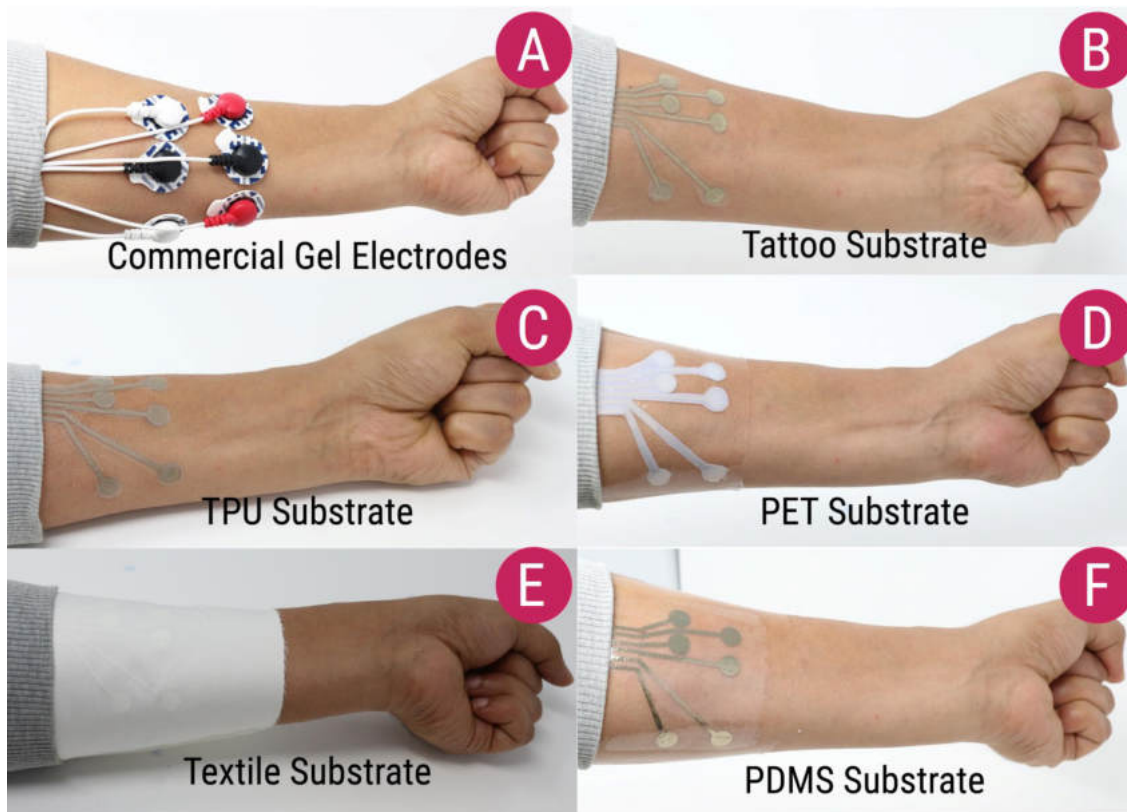 A
Commercial Gel Electrodes
B
Tattoo Substrate
C
TPU Substrate
D
PET Substrate
E
Textile Substrate
F
PDMS Substrate